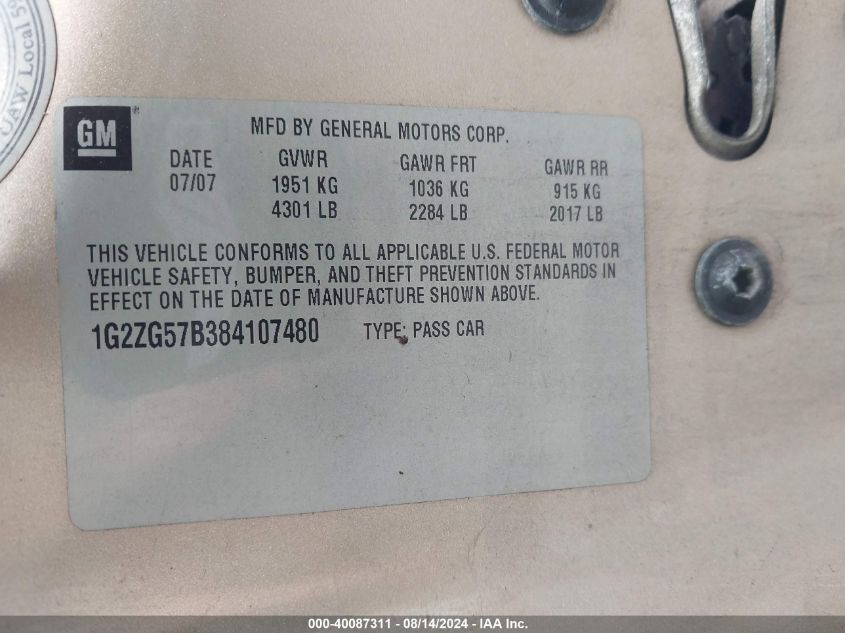 UAW Local 59
GM
MFD BY GENERAL MOTORS CORP.
DATE GVWR GAWR FRT GAWR RR
07/07 1951 KG 1036 KG 915 KG
4301 LB 2284 LB 2017 LB
THIS VEHICLE CONFORMS TO ALL APPLICABLE U.S. FEDERAL MOTOR
VEHICLE SAFETY, BUMPER, AND THEFT PREVENTION STANDARDS IN
EFFECT ON THE DATE OF MANUFACTURE SHOWN ABOVE.
1G2ZG57B384107480 TYPE: PASS CAR
000-40087311 - 08/14/2024 - IAA Inc.